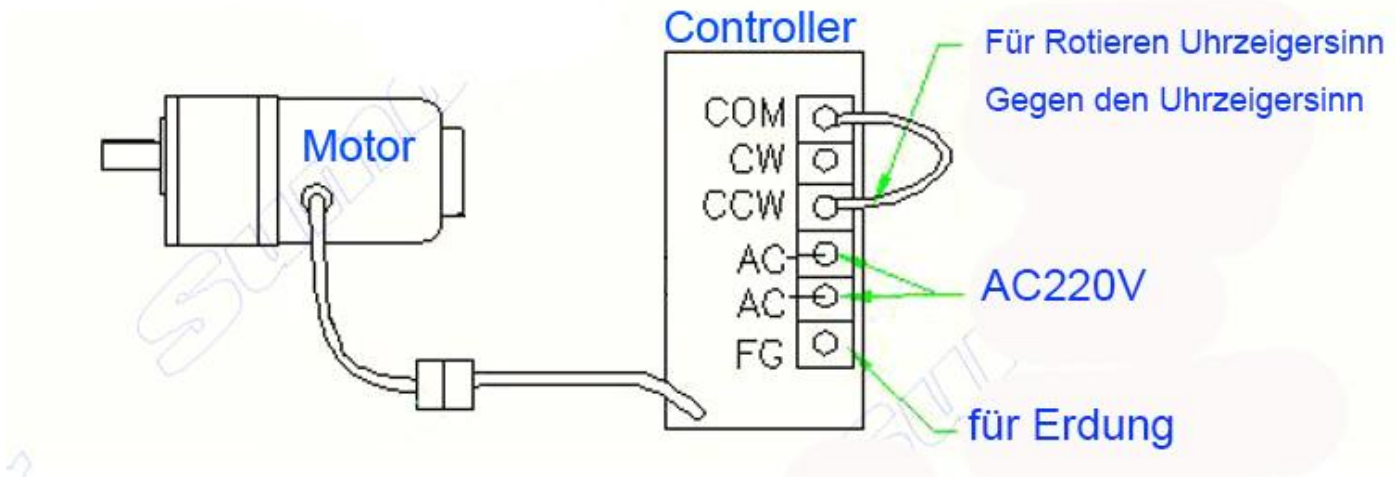 Controller
Für Rotieren Uhrzeigersinn
Gegen den Uhrzeigersinn
COM
CW
CCW
Motor
AC
AC220V
AC
FG
für Erdung